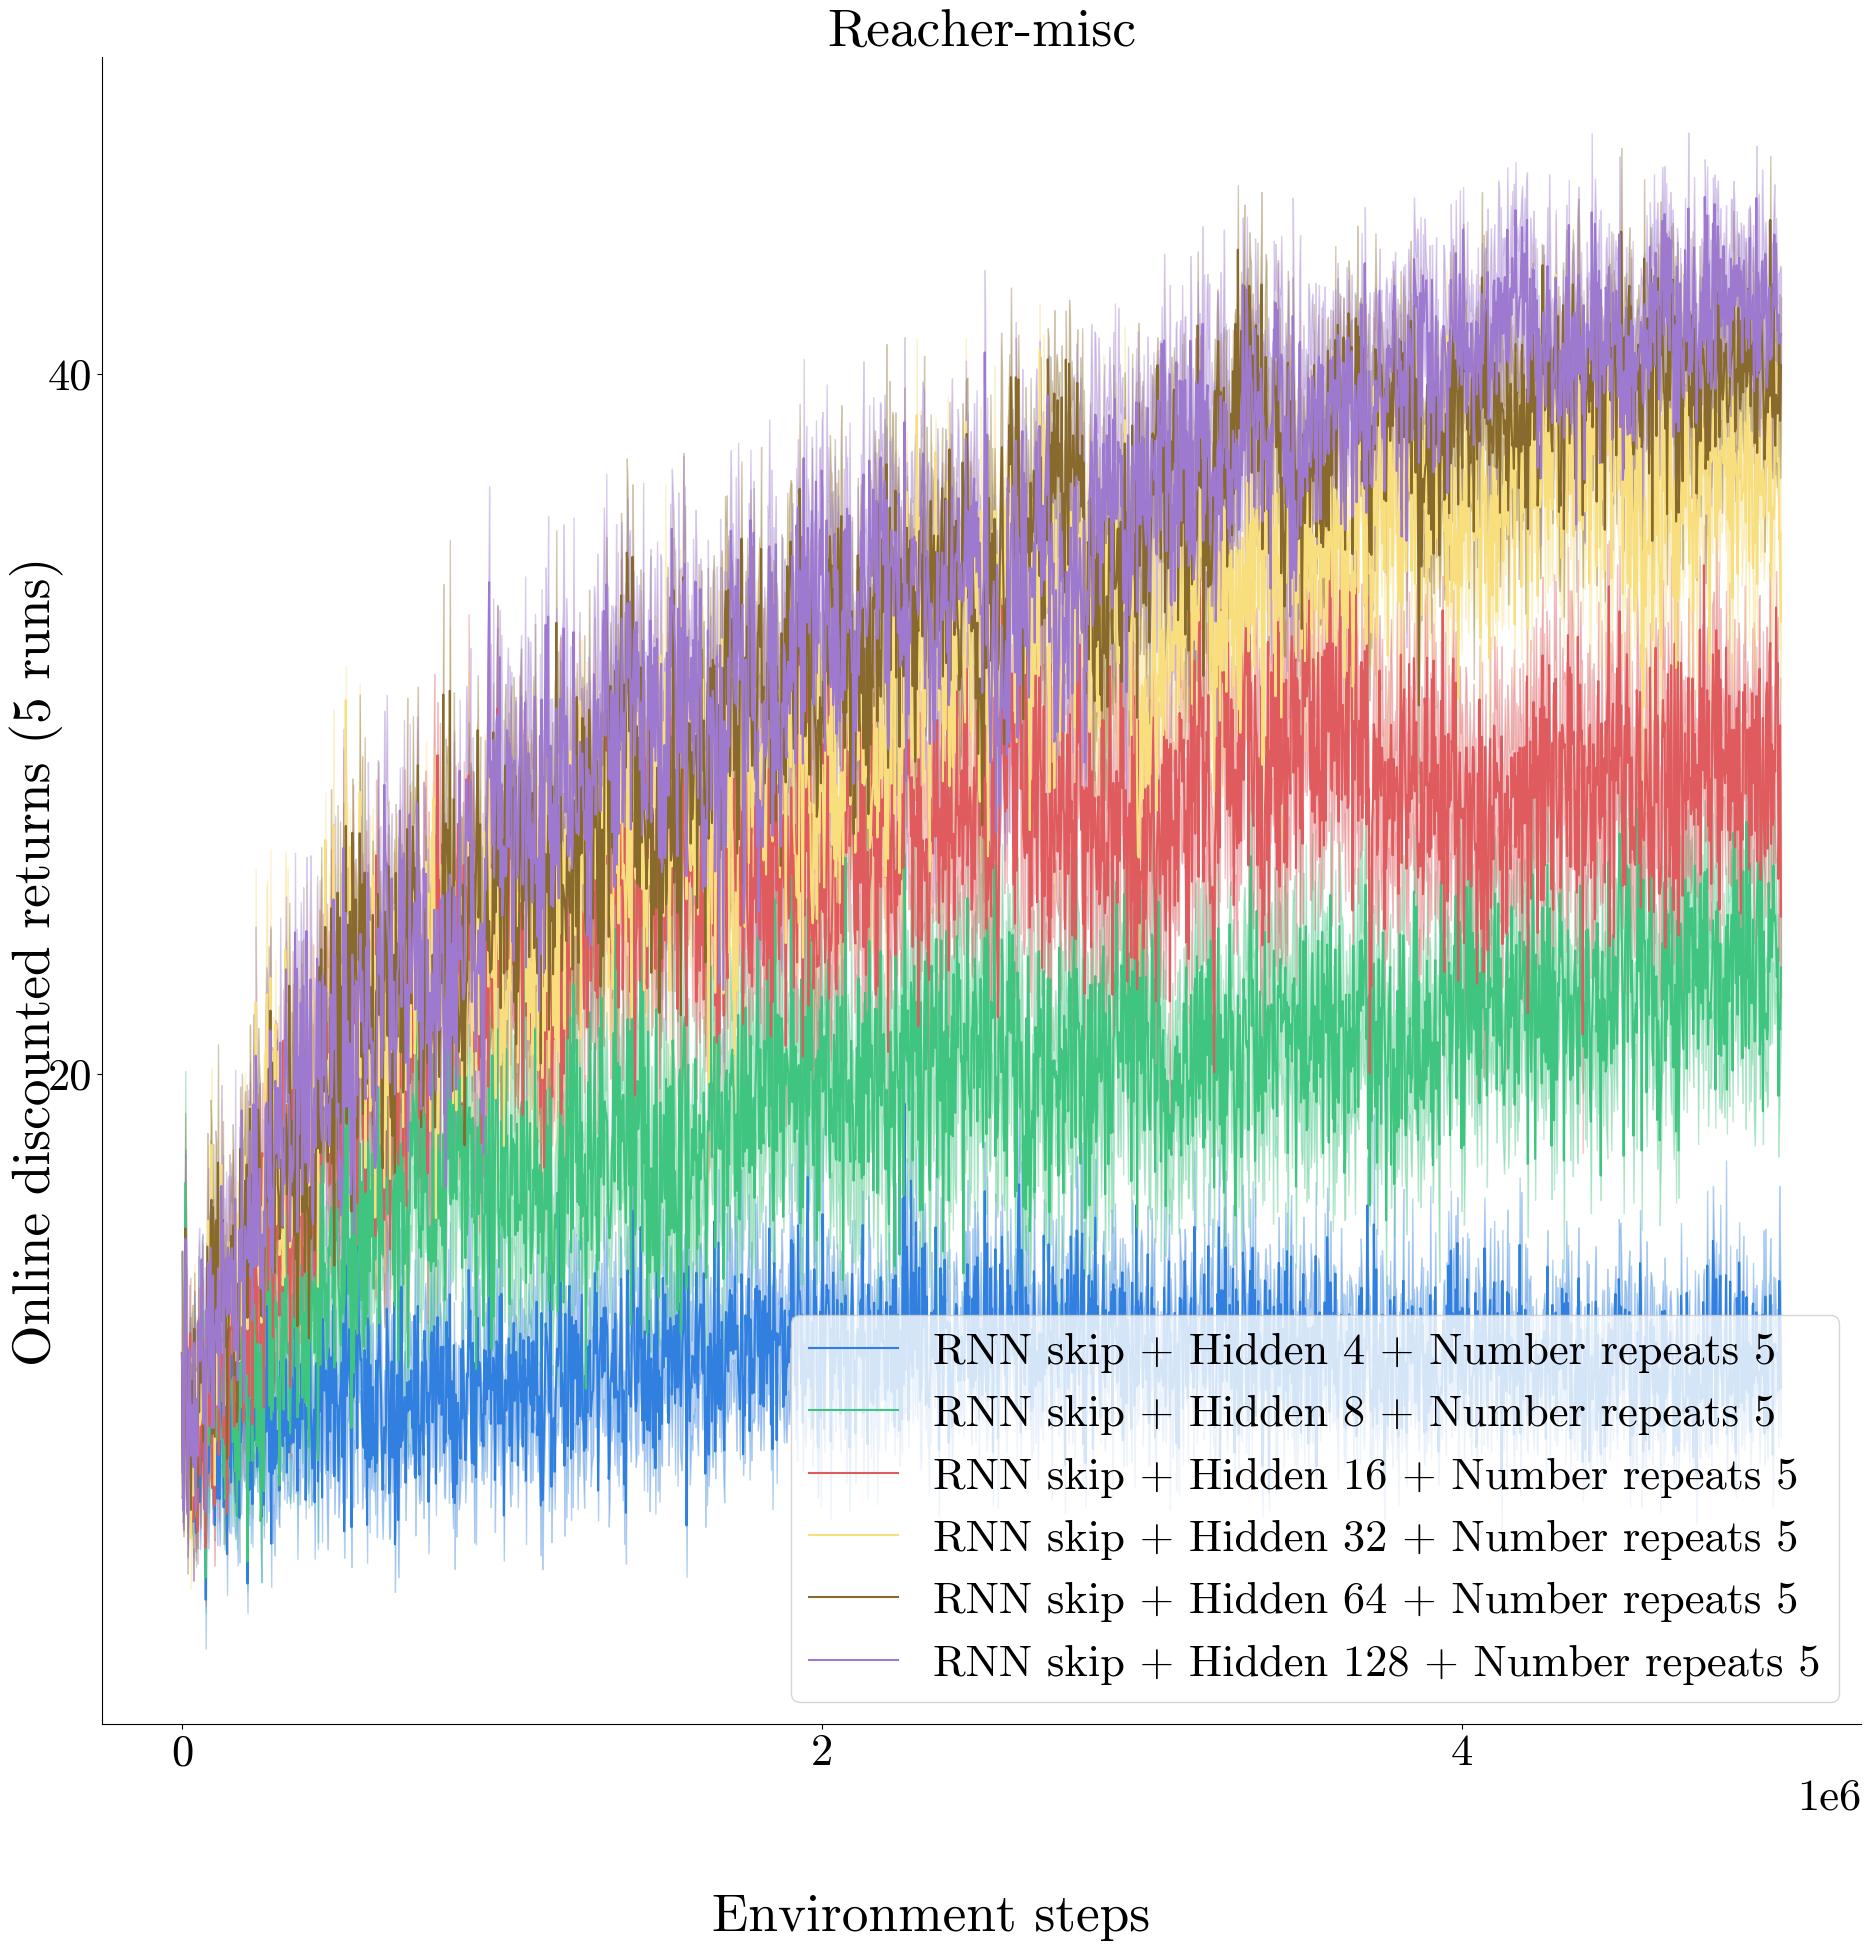 Reacher-misc
Online discounted returns (5 runs)
40
20
RNN skip + Hidden 4 + Number repeats 5
RNN skip + Hidden 8 + Number repeats 5
RNN skip + Hidden 16 + Number repeats 5
RNN skip + Hidden 32 + Number repeats 5
RNN skip + Hidden 64 + Number repeats 5
RNN skip + Hidden 128 + Number repeats 5
0 2 4
1e6
Environment steps